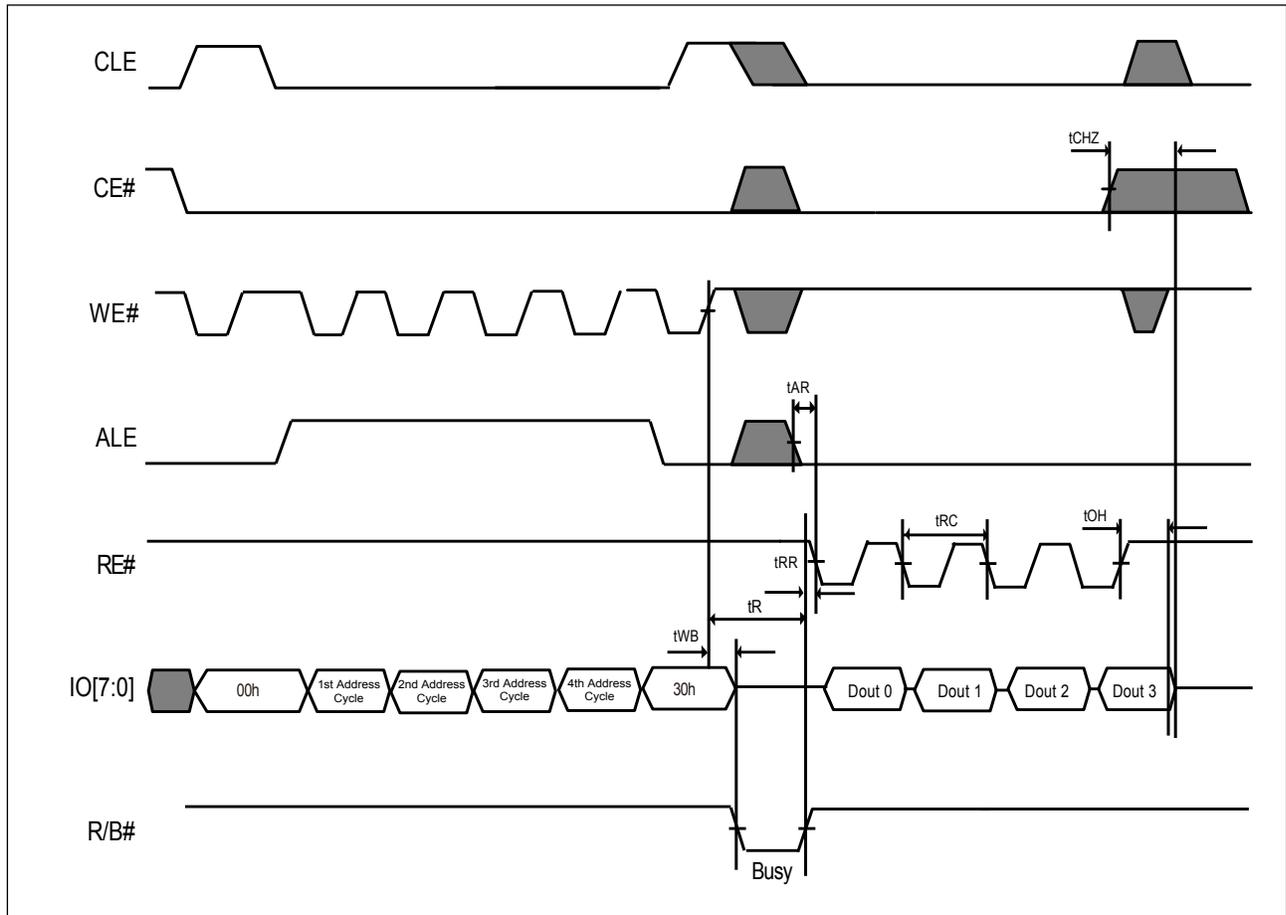 CLE
tCHZ
CE#
WE#
tAR
ALE
tRC
tOH
RE#
tRR
tR
tWB
IO[7:0]
00h
1st Address
Cycle
2nd Address
Cycle
3rd Address
Cycle
4th Address
Cycle
30h
Dout 0
Dout 1
Dout 2
Dout 3
R/B#
Busy